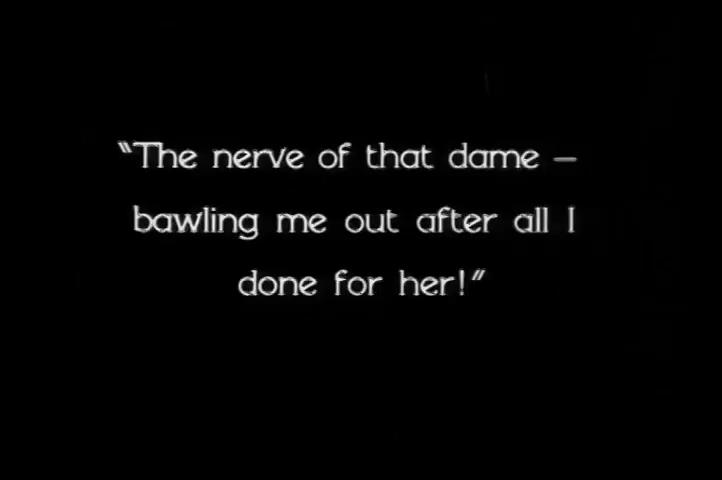 “The nerve of that dame –
bawling me out after all I
done for her!”